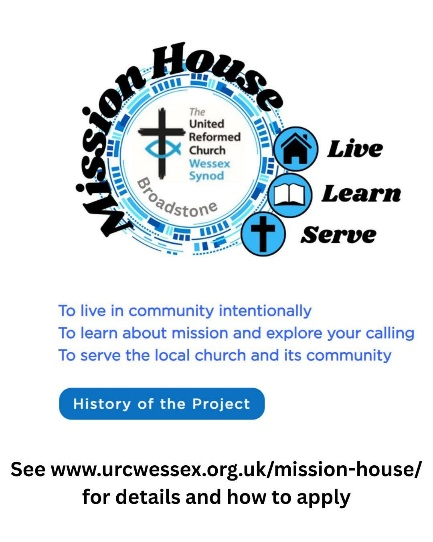 Mission House
The
United
Reformed
Church
Wessex
Synod
Broadstone
Live
Learn
Serve
To live in community intentionally
To learn about mission and explore your calling
To serve the local church and its community
History of the Project
See www.urcwessex.org.uk/mission-house/
for details and how to apply